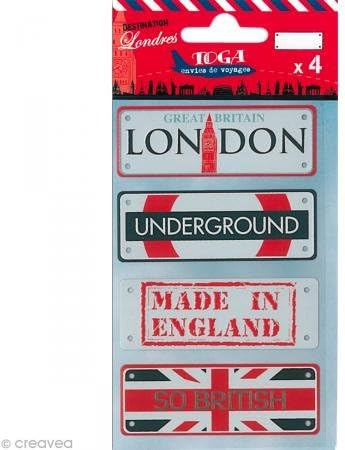 DESTINATION
Londres
TOGA
envies de voyages
x 4
GREAT BRITAIN
LONDON
UNDERGROUND
MADE IN
ENGLAND
SO BRITISH
© creavea